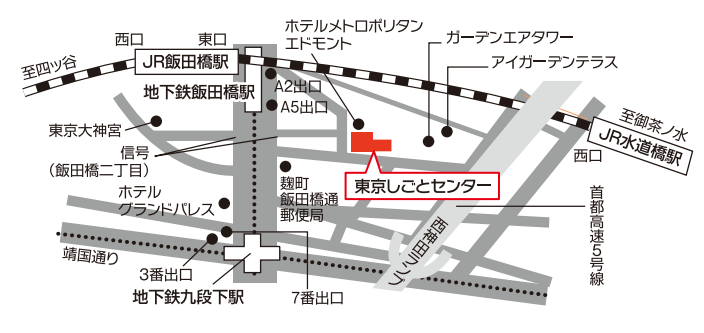 ホテルメトロポリタン
エドモント
ガーデンエアタワー
アイガーデンテラス
西口
東口
至四ツ谷
JR飯田橋駅
地下鉄飯田橋駅
A2出口
A5出口
至御茶ノ水
JR水道橋駅
西口
東京大神宮
信号
(飯田橋二丁目)
東京しごとセンター
麹町
飯田橋通
郵便局
ホテル
グランドパレス
首都高速5号線
西神田ランプ
靖国通り
3番出口
7番出口
地下鉄九段下駅